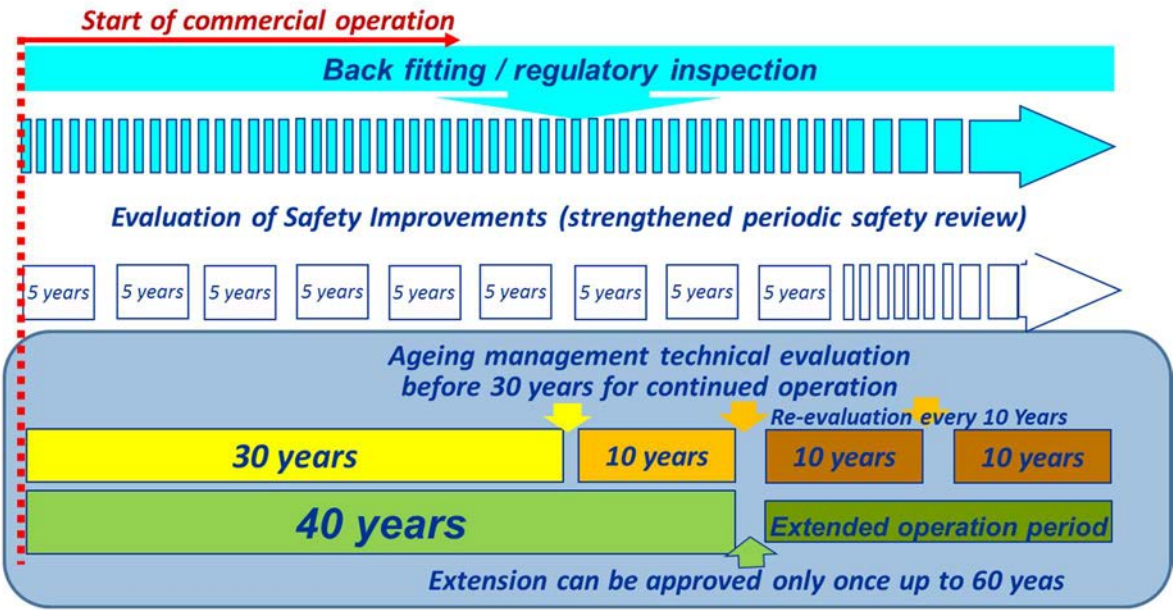 Start of commercial operation
Back fitting / regulatory inspection
Evaluation of Safety Improvements (strengthened periodic safety review)
5 years 5 years 5 years 5 years 5 years 5 years 5 years 5 years 5 years
Ageing management technical evaluation
before 30 years for continued operation
Re-evaluation every 10 Years
30 years 10 years 10 years 10 years
40 years Extended operation period
Extension can be approved only once up to 60 yeas